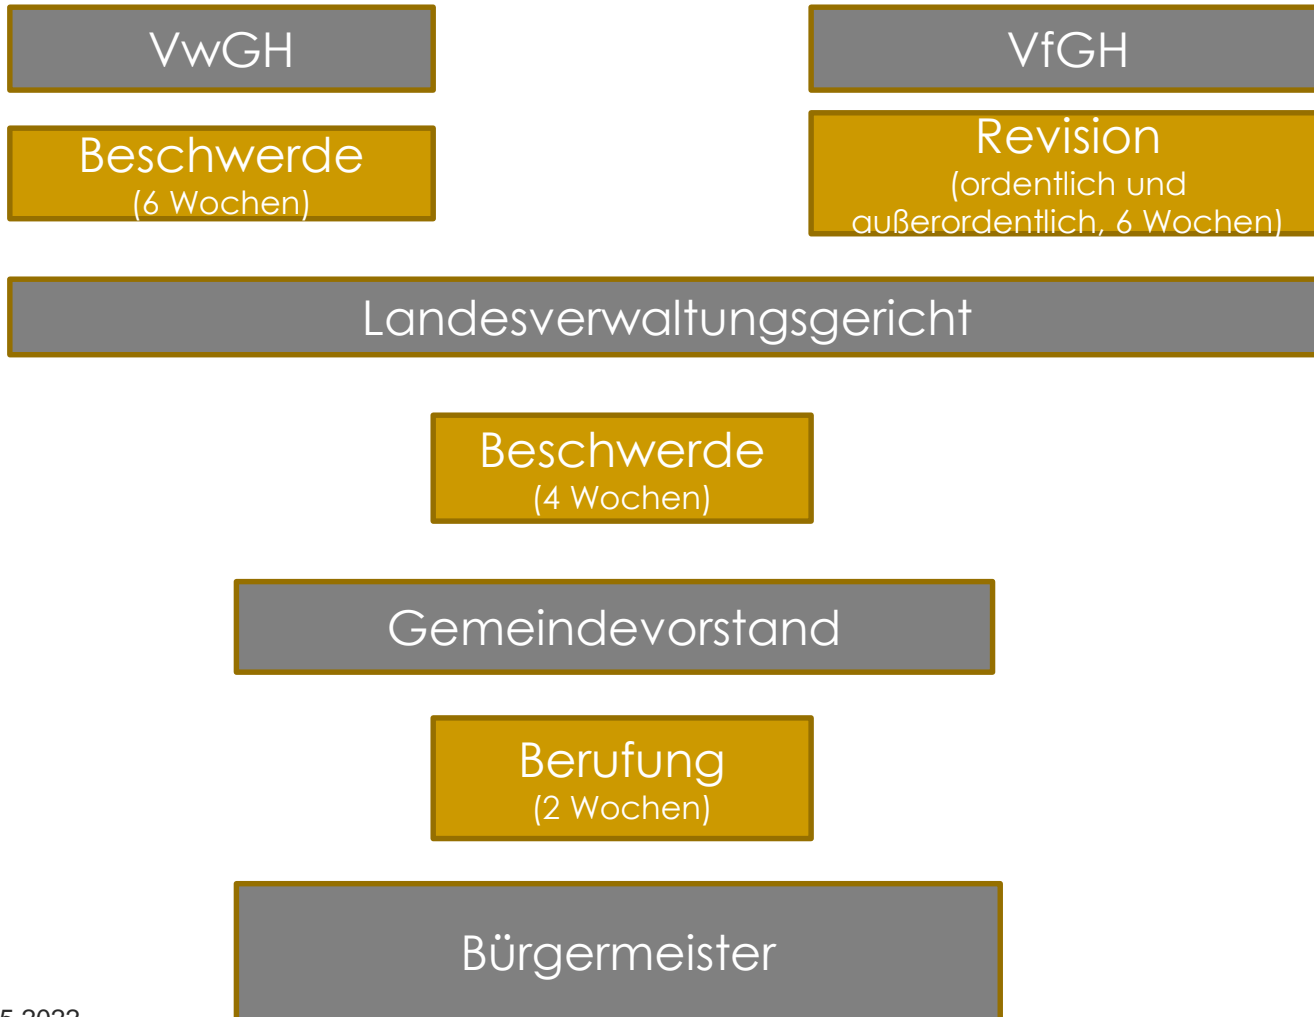 VwGH
VfGH
Beschwerde
(6 Wochen)
Revision
(ordentlich und
außerordentlich, 6 Wochen)
Landesverwaltungsgericht
Beschwerde
(4 Wochen)
Gemeindevorstand
Berufung
(2 Wochen)
Bürgermeister